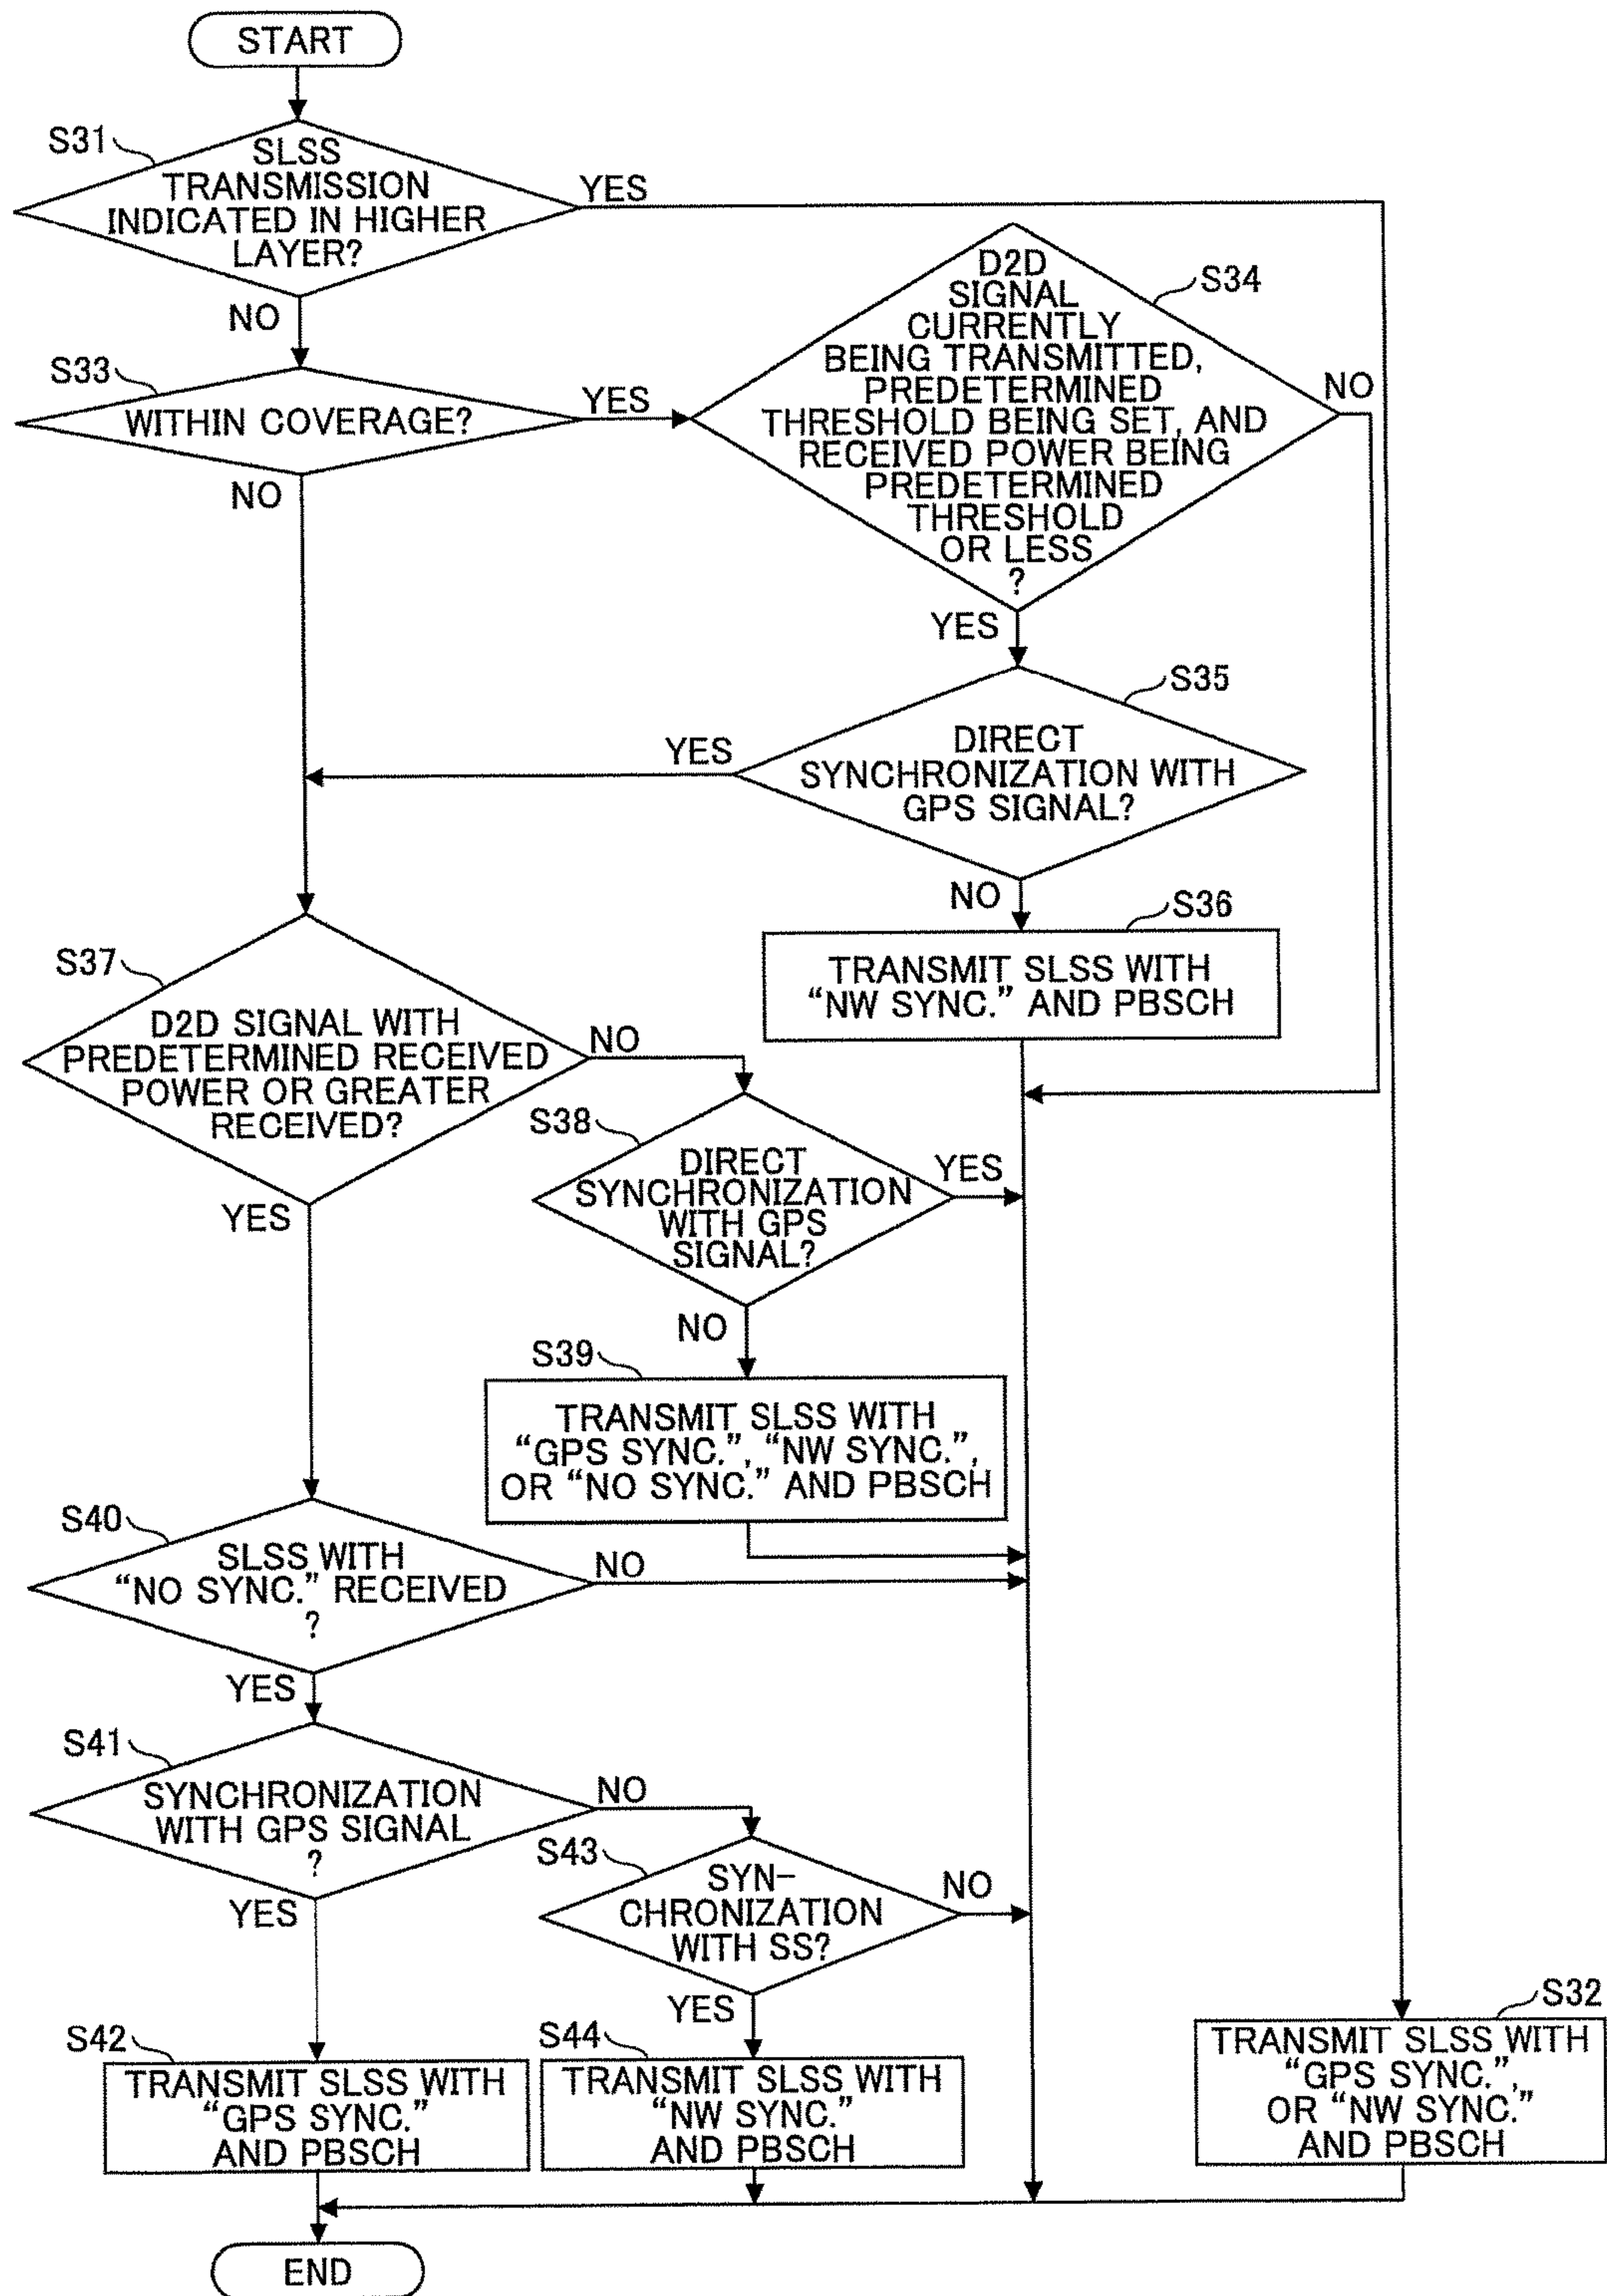 START
S31
SLSS
TRANSMISSION
INDICATED IN HIGHER
LAYER?
YES
NO
S33
WITHIN COVERAGE?
YES
NO
S34
D2D
SIGNAL
CURRENTLY
BEING TRANSMITTED,
PREDETERMINED
THRESHOLD BEING SET, AND
RECEIVED POWER BEING
PREDETERMINED
THRESHOLD
OR LESS
?
NO
YES
S35
DIRECT
SYNCHRONIZATION WITH
GPS SIGNAL?
YES
NO
S36
TRANSMIT SLSS WITH
“NW SYNC.” AND PBSCH
S37
D2D SIGNAL WITH
PREDETERMINED RECEIVED
POWER OR GREATER
RECEIVED?
NO
YES
S38
DIRECT
SYNCHRONIZATION
WITH GPS
SIGNAL?
YES
NO
S39
TRANSMIT SLSS WITH
“GPS SYNC.”, “NW SYNC.”,
OR “NO SYNC.” AND PBSCH
S40
SLSS WITH
“NO SYNC.” RECEIVED
?
NO
YES
S41
SYNCHRONIZATION
WITH GPS SIGNAL
?
NO
YES
S43
SYN-
CHRONIZATION
WITH SS?
NO
YES
S42
TRANSMIT SLSS WITH
“GPS SYNC.”
AND PBSCH
S44
TRANSMIT SLSS WITH
“NW SYNC.”
AND PBSCH
S32
TRANSMIT SLSS WITH
“GPS SYNC.”,
OR “NW SYNC.”
AND PBSCH
END